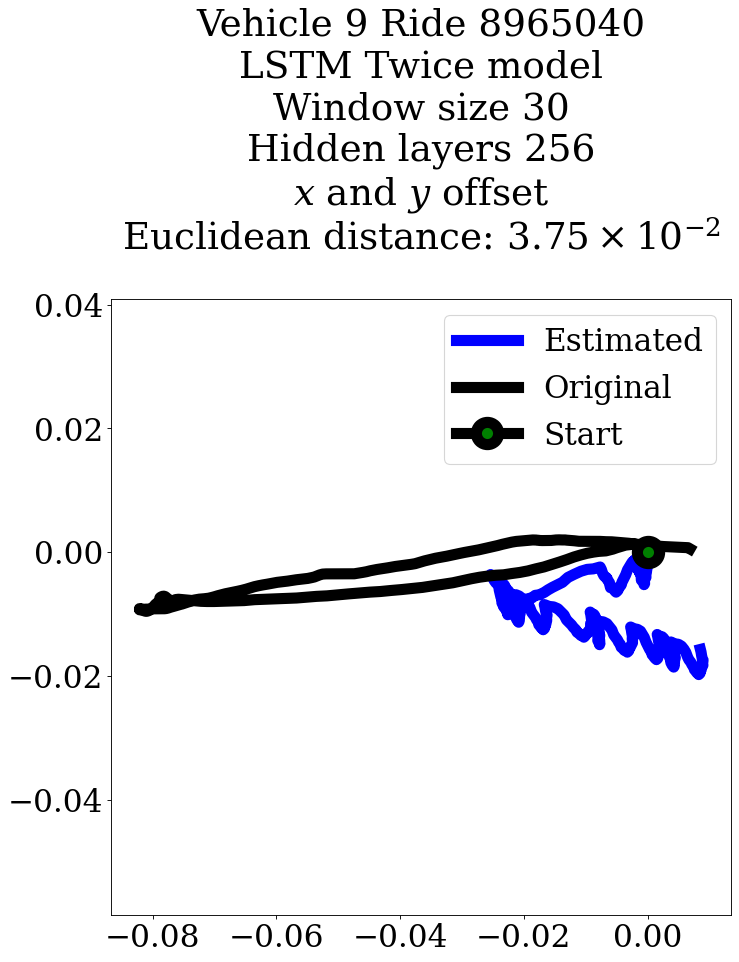 Vehicle 9 Ride 8965040
LSTM Twice model
Window size 30
Hidden layers 256
x and y offset
Euclidean distance: 3.75 × 10⁻²
0.04
0.02
0.00
−0.02
−0.04
Estimated
Original
Start
−0.08 −0.06 −0.04 −0.02 0.00